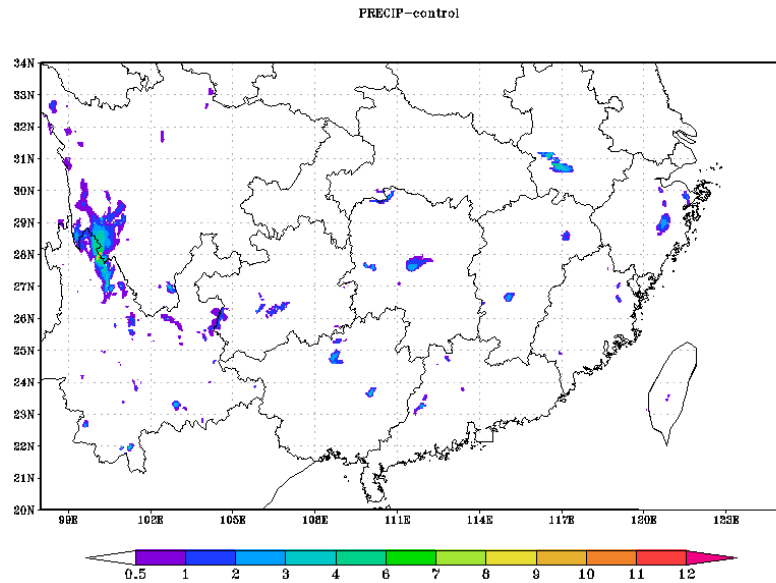 PRECIP-control
34N
33N
32N
31N
30N
29N
28N
27N
26N
25N
24N
23N
22N
21N
20N
99E 102E 105E 108E 111E 114E 117E 120E 123E
0.5 1 2 3 4 5 6 7 8 9 10 11 12